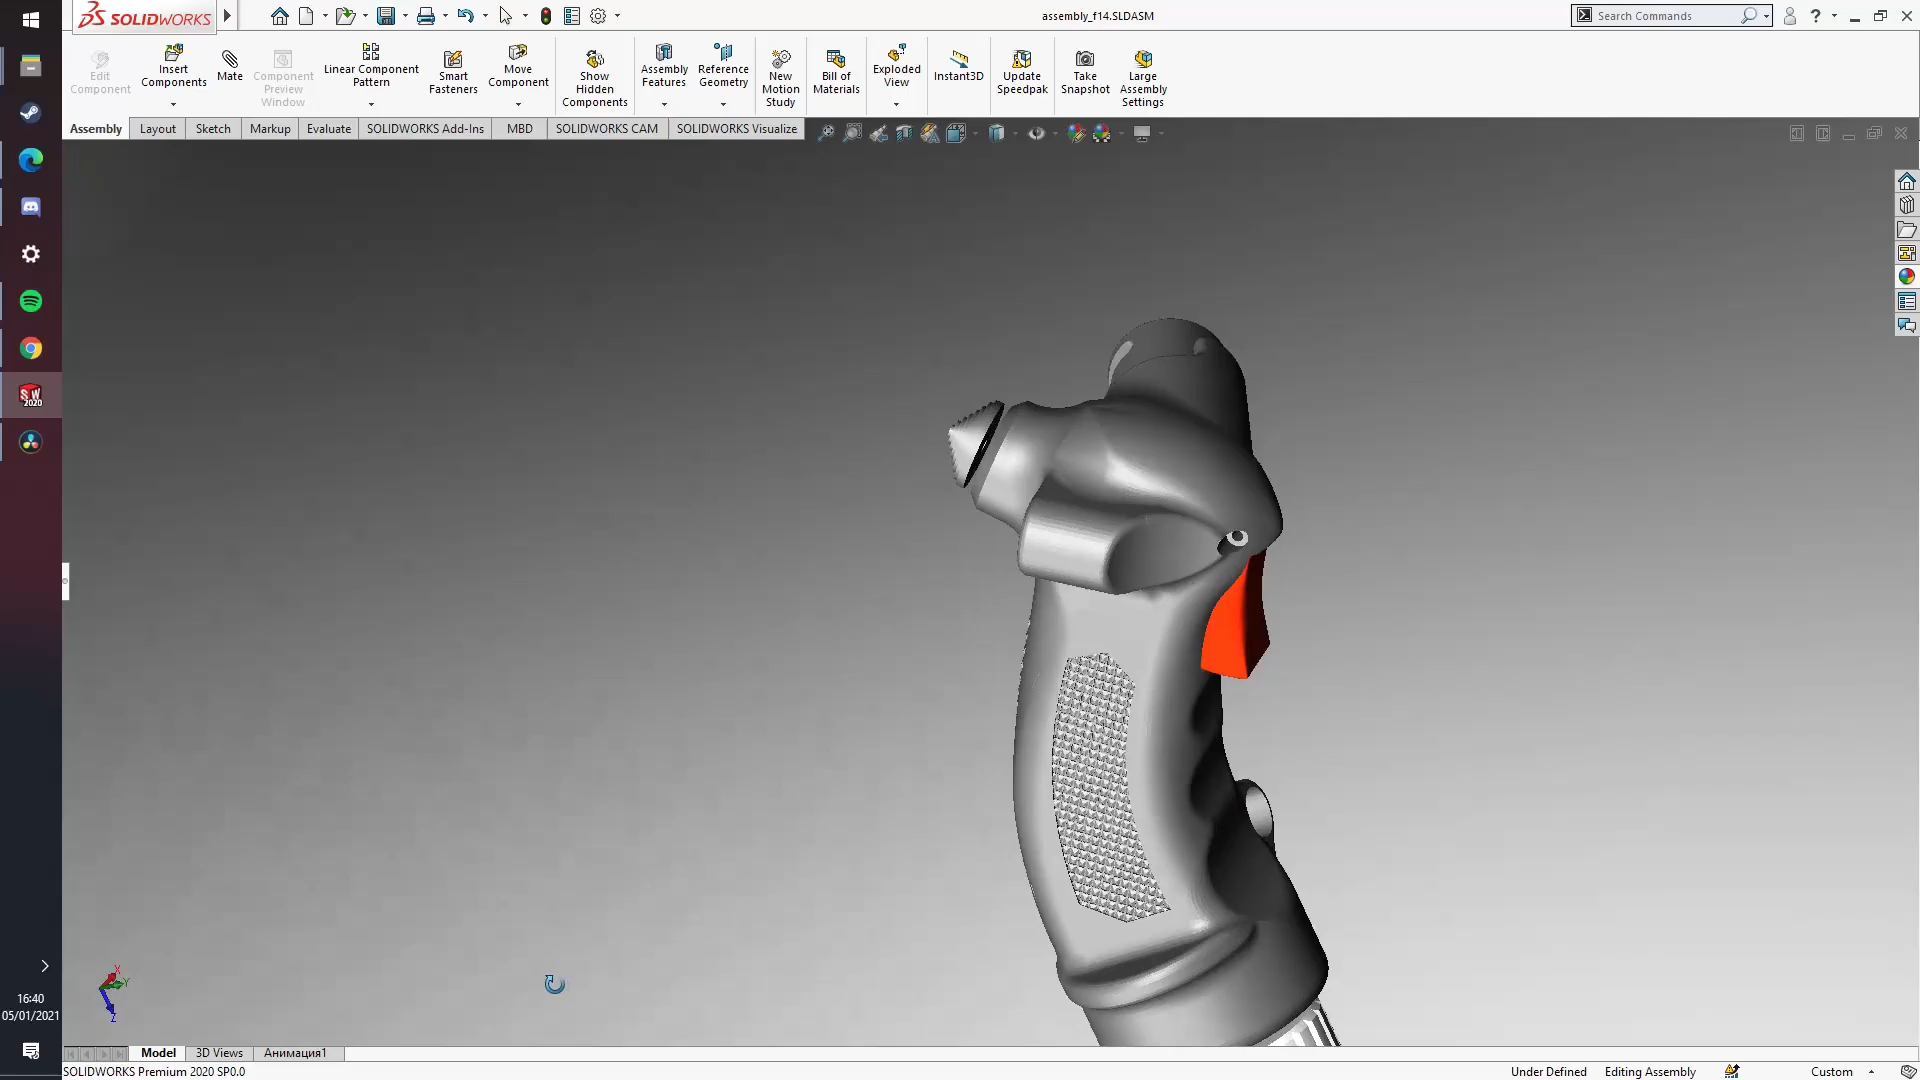 SOLIDWORKS
assembly_f14.SLDASM
Search Commands
Edit Component
Insert Components
Mate
Component Preview Window
Linear Component Pattern
Smart Fasteners
Move Component
Show Hidden Components
Assembly Features
Reference Geometry
New Motion Study
Bill of Materials
Exploded View
Instant3D
Update Speedpak
Take Snapshot
Large Assembly Settings
Assembly
Layout
Sketch
Markup
Evaluate
SOLIDWORKS Add-Ins
MBD
SOLIDWORKS CAM
SOLIDWORKS Visualize
SW
2020
X
Y
Z
16:40
05/01/2021
Model
3D Views
Анимация1
SOLIDWORKS Premium 2020 SP0.0
Under Defined
Editing Assembly
Custom